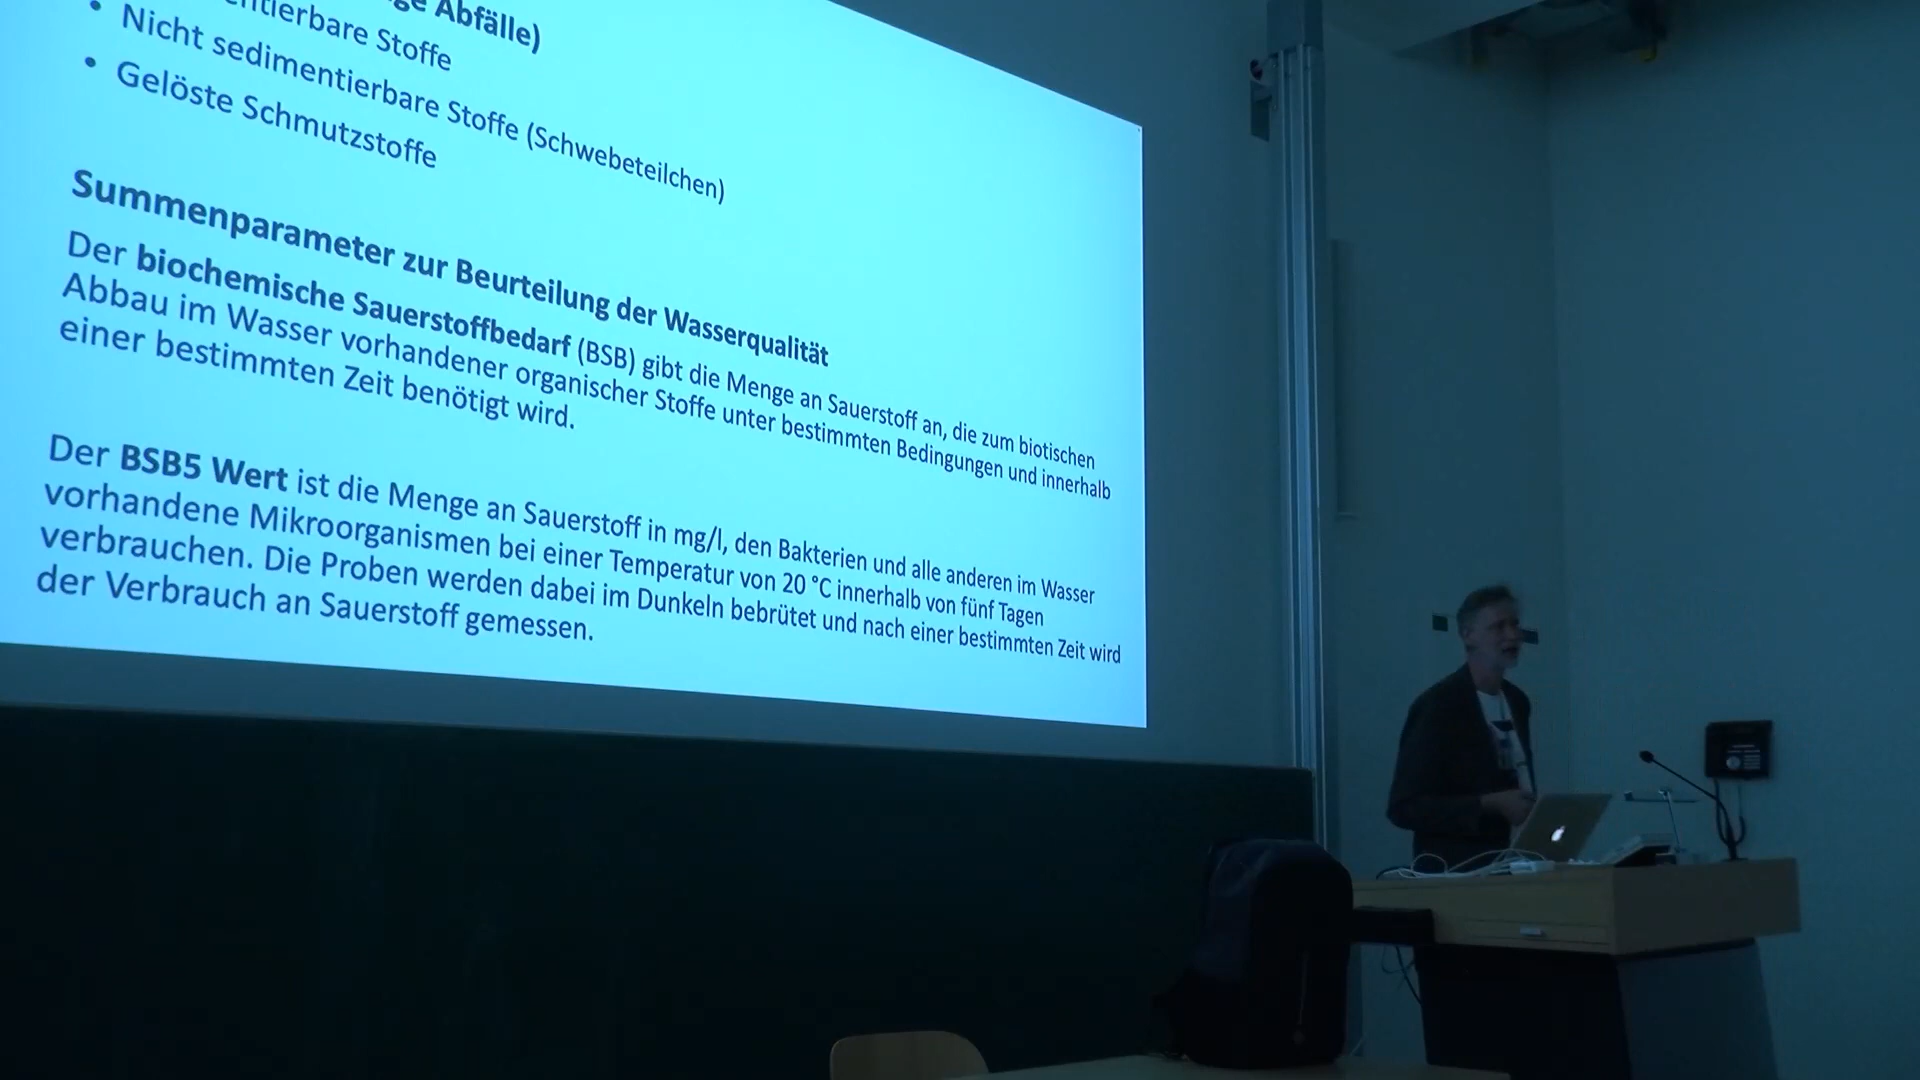 Abfälle)
Stoffe
• Nicht sedimentierbare Stoffe (Schwebeteilchen)
• Gelöste Schmutzstoffe
Summenparameter zur Beurteilung der Wasserqualität
Der biochemische Sauerstoffbedarf (BSB) gibt die Menge an Sauerstoff an, die zum biotischen
Abbau im Wasser vorhandener organischer Stoffe unter bestimmten Bedingungen und innerhalb
einer bestimmten Zeit benötigt wird.
Der BSB5 Wert ist die Menge an Sauerstoff in mg/l, den Bakterien und alle anderen im Wasser
vorhandene Mikroorganismen bei einer Temperatur von 20 °C innerhalb von fünf Tagen
verbrauchen. Die Proben werden dabei im Dunkeln bebrütet und nach einer bestimmten Zeit wird
der Verbrauch an Sauerstoff gemessen.